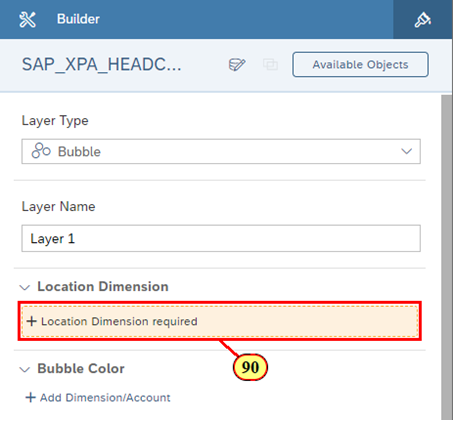 Builder
SAP_XPA_HEADC...
Available Objects
Layer Type
Bubble
Layer Name
Layer 1
Location Dimension
+ Location Dimension required
90
Bubble Color
+ Add Dimension/Account